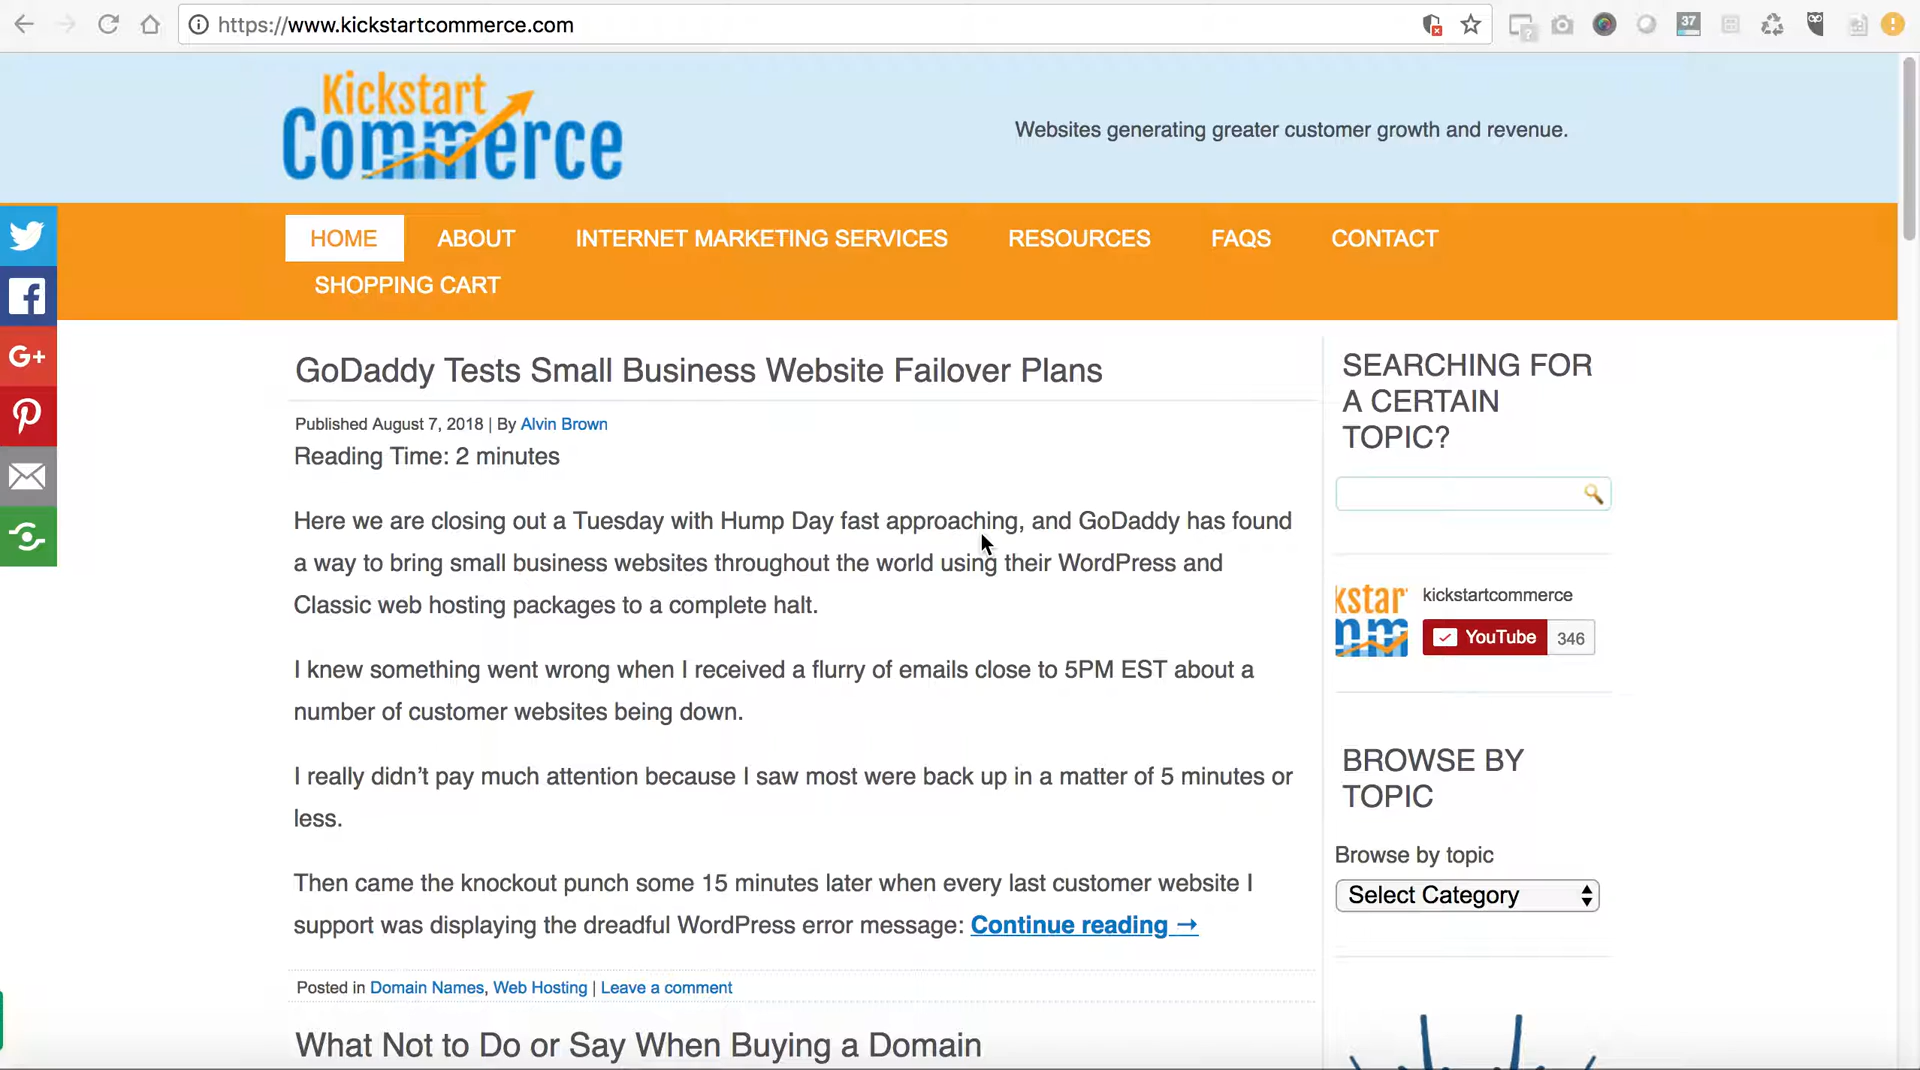 https://www.kickstartcommerce.com
37
Kickstart
Commerce
Websites generating greater customer growth and revenue.
HOME
ABOUT
INTERNET MARKETING SERVICES
RESOURCES
FAQS
CONTACT
SHOPPING CART
G+
GoDaddy Tests Small Business Website Failover Plans
Published August 7, 2018 | By Alvin Brown
Reading Time: 2 minutes
Here we are closing out a Tuesday with Hump Day fast approaching, and GoDaddy has found
a way to bring small business websites throughout the world using their WordPress and
Classic web hosting packages to a complete halt.
I knew something went wrong when I received a flurry of emails close to 5PM EST about a
number of customer websites being down.
I really didn’t pay much attention because I saw most were back up in a matter of 5 minutes or
less.
Then came the knockout punch some 15 minutes later when every last customer website I
support was displaying the dreadful WordPress error message: Continue reading →
Posted in Domain Names, Web Hosting | Leave a comment
What Not to Do or Say When Buying a Domain
SEARCHING FOR
A CERTAIN
TOPIC?
kickstartcommerce
YouTube 346
BROWSE BY
TOPIC
Browse by topic
Select Category